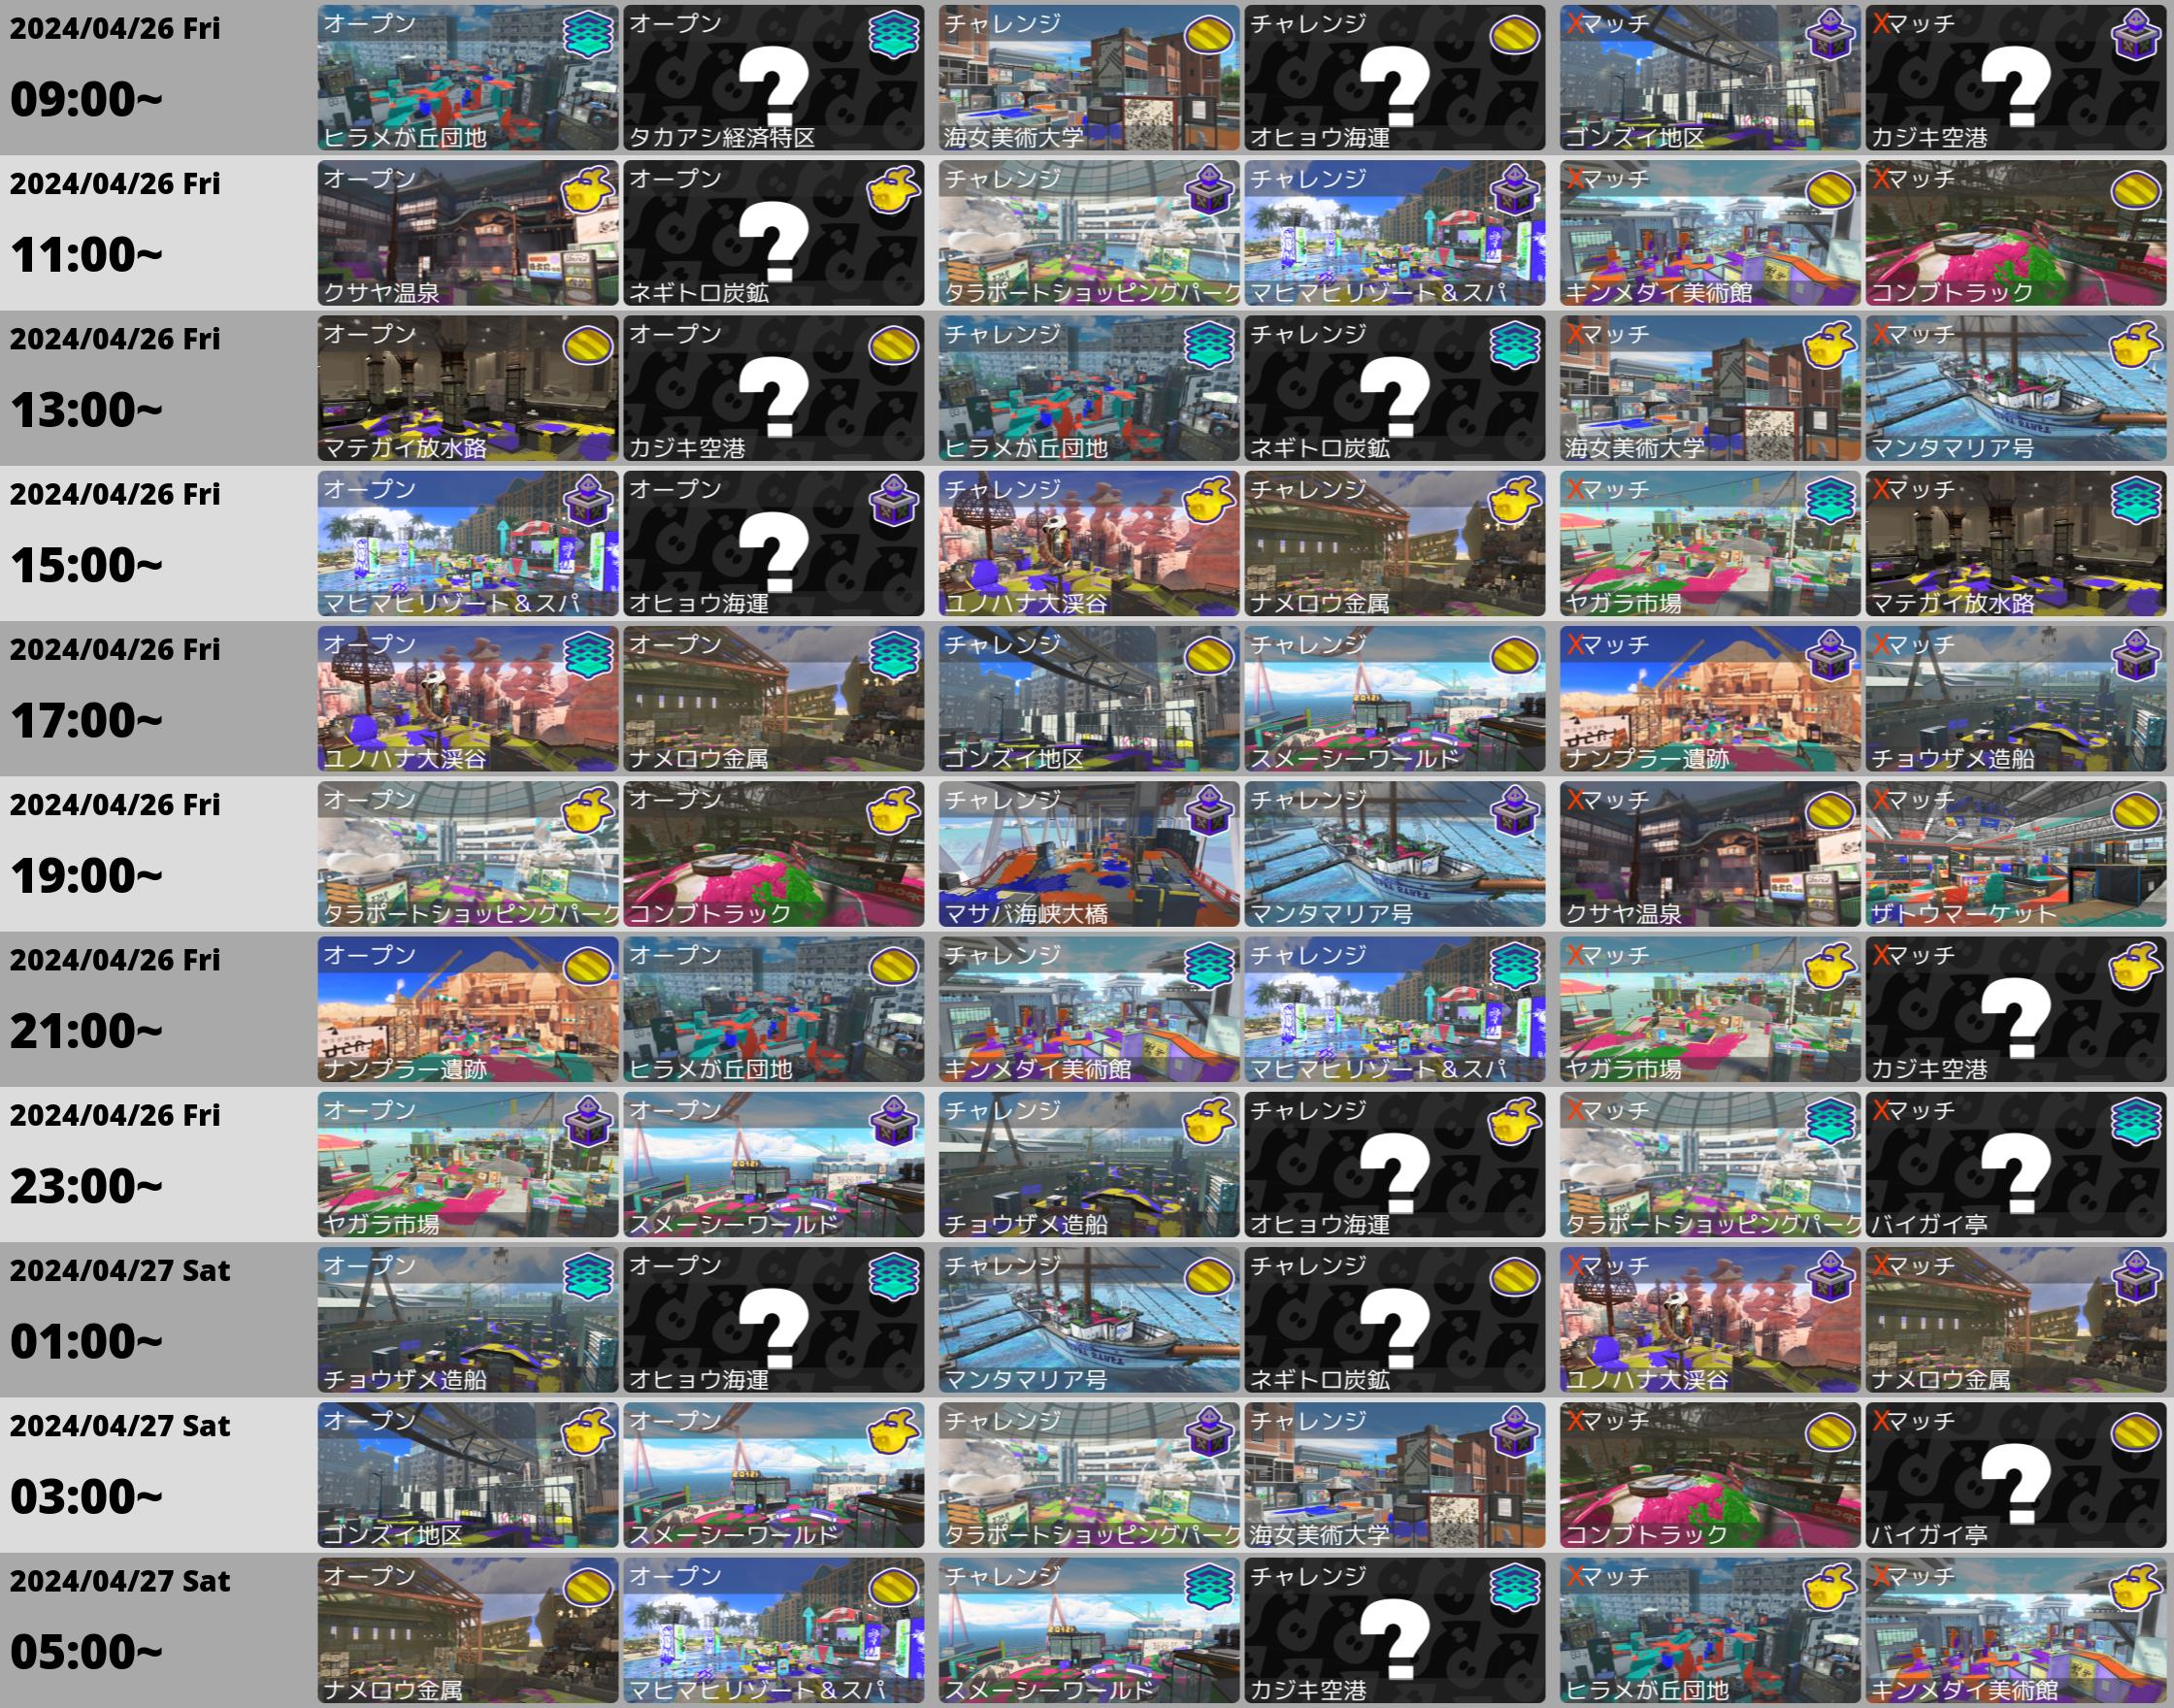 2024/04/26 Fri
09:00~
オープン
ヒラメが丘団地
オープン
タカアシ経済特区
チャレンジ
海女美術大学
チャレンジ
オヒョウ海運
Xマッチ
ゴンズイ地区
Xマッチ
カジキ空港
2024/04/26 Fri
11:00~
オープン
クサヤ温泉
オープン
ネギトロ炭鉱
チャレンジ
タラポートショッピングパーク
チャレンジ
マヒマヒリゾート&スパ
Xマッチ
キンメダイ美術館
Xマッチ
コンブトラック
2024/04/26 Fri
13:00~
オープン
マテガイ放水路
オープン
カジキ空港
チャレンジ
ヒラメが丘団地
チャレンジ
ネギトロ炭鉱
Xマッチ
海女美術大学
Xマッチ
マンタマリア号
2024/04/26 Fri
15:00~
オープン
マヒマヒリゾート&スパ
オープン
オヒョウ海運
チャレンジ
ユノハナ大渓谷
チャレンジ
ナメロウ金属
Xマッチ
ヤガラ市場
Xマッチ
マテガイ放水路
2024/04/26 Fri
17:00~
オープン
ユノハナ大渓谷
オープン
ナメロウ金属
チャレンジ
ゴンズイ地区
チャレンジ
スメーシーワールド
Xマッチ
ナンプラー遺跡
Xマッチ
チョウザメ造船
2024/04/26 Fri
19:00~
オープン
タラポートショッピングパーク
オープン
コンブトラック
チャレンジ
マサバ海峡大橋
チャレンジ
マンタマリア号
Xマッチ
クサヤ温泉
Xマッチ
ザトウマーケット
2024/04/26 Fri
21:00~
オープン
ナンプラー遺跡
オープン
ヒラメが丘団地
チャレンジ
キンメダイ美術館
チャレンジ
マヒマヒリゾート&スパ
Xマッチ
ヤガラ市場
Xマッチ
カジキ空港
2024/04/26 Fri
23:00~
オープン
ヤガラ市場
オープン
スメーシーワールド
チャレンジ
チョウザメ造船
チャレンジ
オヒョウ海運
Xマッチ
タラポートショッピングパーク
Xマッチ
バイガイ亭
2024/04/27 Sat
01:00~
オープン
チョウザメ造船
オープン
オヒョウ海運
チャレンジ
マンタマリア号
チャレンジ
ネギトロ炭鉱
Xマッチ
ユノハナ大渓谷
Xマッチ
ナメロウ金属
2024/04/27 Sat
03:00~
オープン
ゴンズイ地区
オープン
スメーシーワールド
チャレンジ
タラポートショッピングパーク
チャレンジ
海女美術大学
Xマッチ
コンブトラック
Xマッチ
バイガイ亭
2024/04/27 Sat
05:00~
オープン
ナメロウ金属
オープン
マヒマヒリゾート&スパ
チャレンジ
スメーシーワールド
チャレンジ
カジキ空港
Xマッチ
ヒラメが丘団地
Xマッチ
キンメダイ美術館